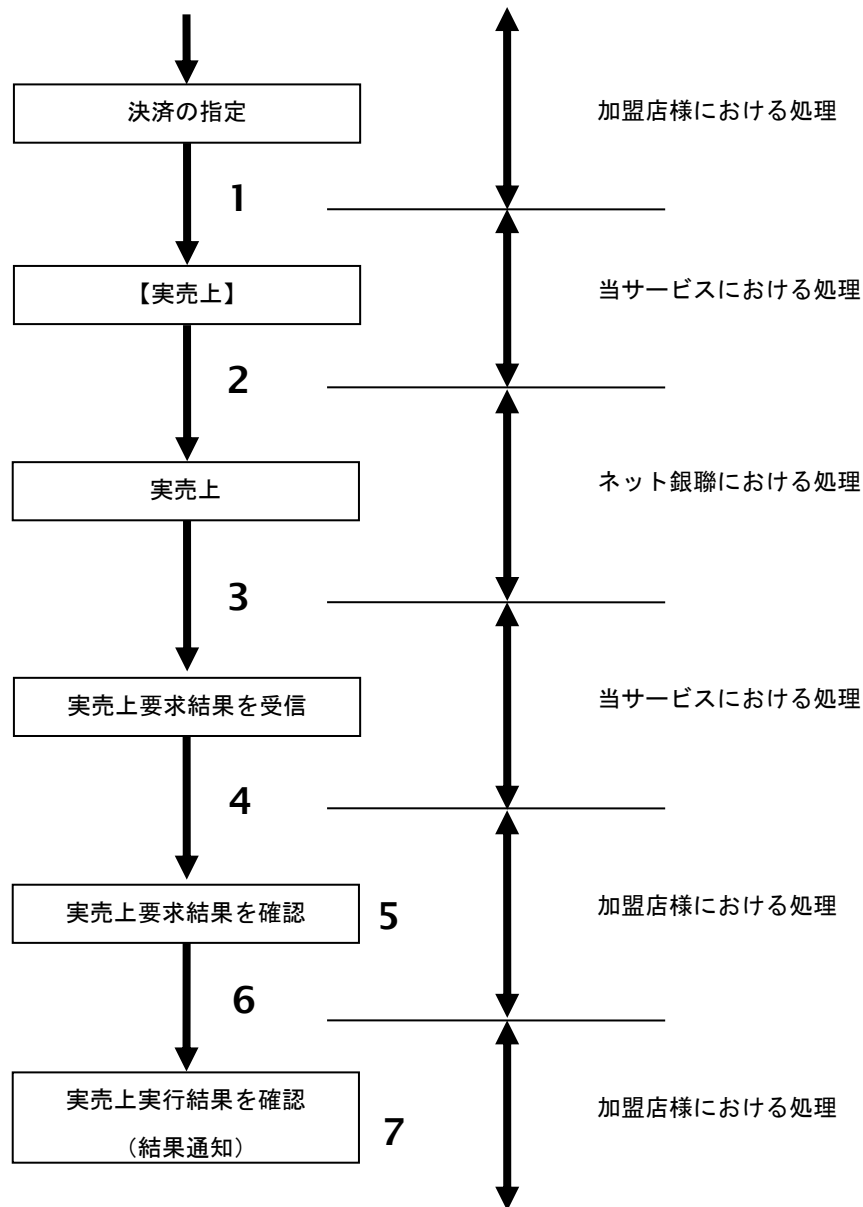 決済の指定
加盟店様における処理
1
【実売上】
当サービスにおける処理
2
実売上
ネット銀聯における処理
3
実売上要求結果を受信
当サービスにおける処理
4
実売上要求結果を確認
5
加盟店様における処理
6
実売上実行結果を確認
（結果通知）
7
加盟店様における処理